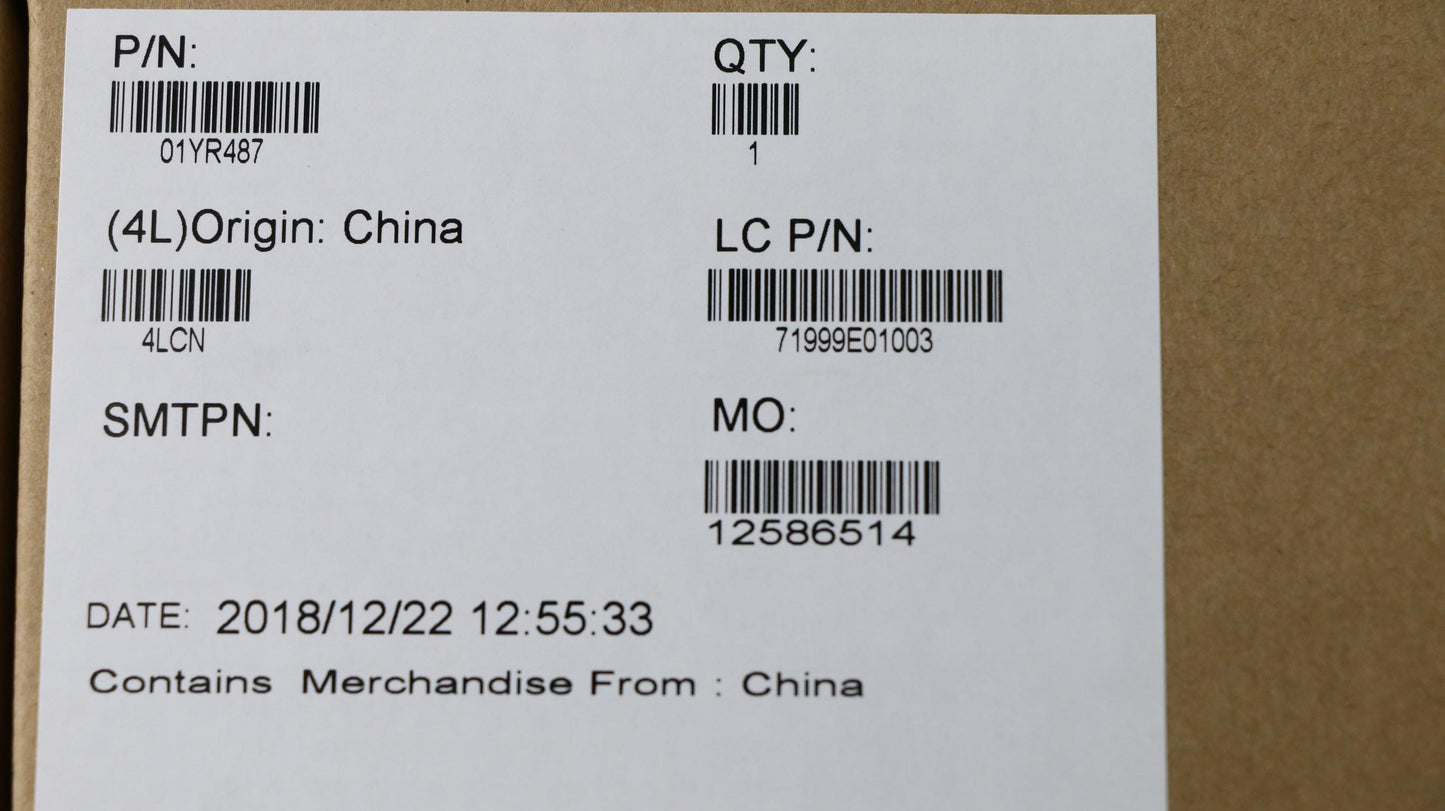 P/N:
01YR487
QTY:
1
(4L)Origin: China
4LCN
LC P/N:
71999E01003
SMTPN:
MO:
12586514
DATE: 2018/12/22 12:55:33
Contains Merchandise From : China